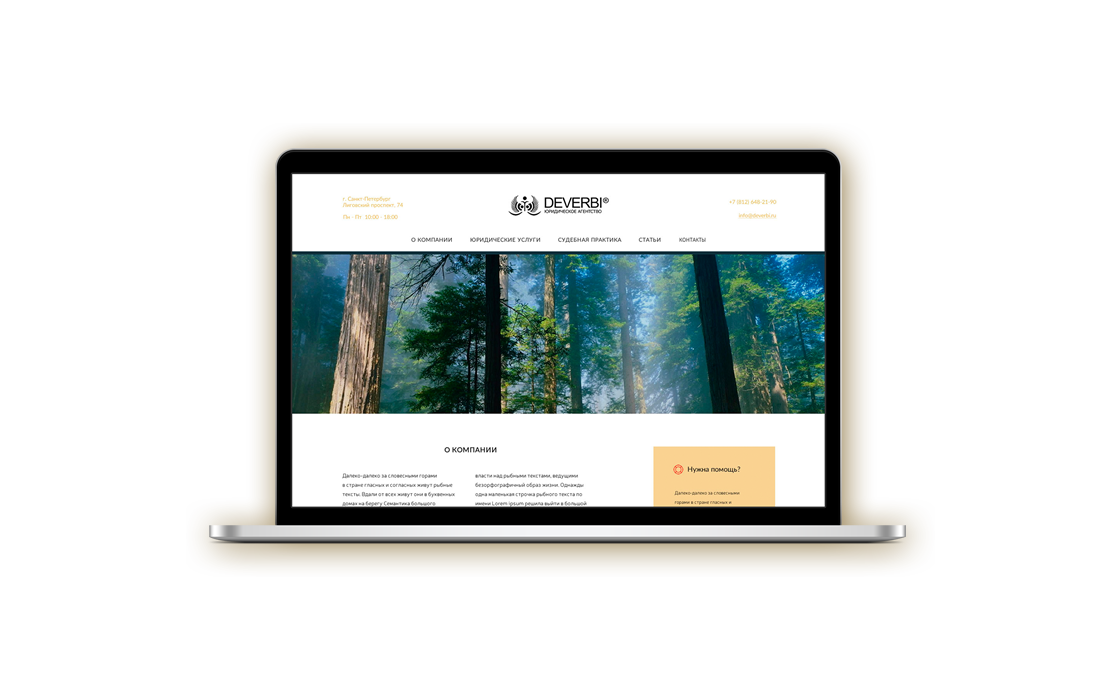 г. Санкт-Петербург
Лиговский проспект, 74
Пн - Пт 10:00 - 18:00
DEVERBI®
ЮРИДИЧЕСКОЕ АГЕНТСТВО
+7 (812) 648-21-90
info@deverbi.ru
О КОМПАНИИ ЮРИДИЧЕСКИЕ УСЛУГИ СУДЕБНАЯ ПРАКТИКА СТАТЬИ КОНТАКТЫ
О КОМПАНИИ
Далеко-далеко за словесными горами
в стране гласных и согласных живут рыбные
тексты. Вдали от всех живут они в буквенных
домах на берегу Семантика большого
власти над рыбными текстами, ведущими
безорфографичный образ жизни. Однажды
одна маленькая строчка рыбного текста по
имени Lorem ipsum решила выйти в большой
Нужна помощь?
Далеко-далеко за словесными
горами в стране гласных и